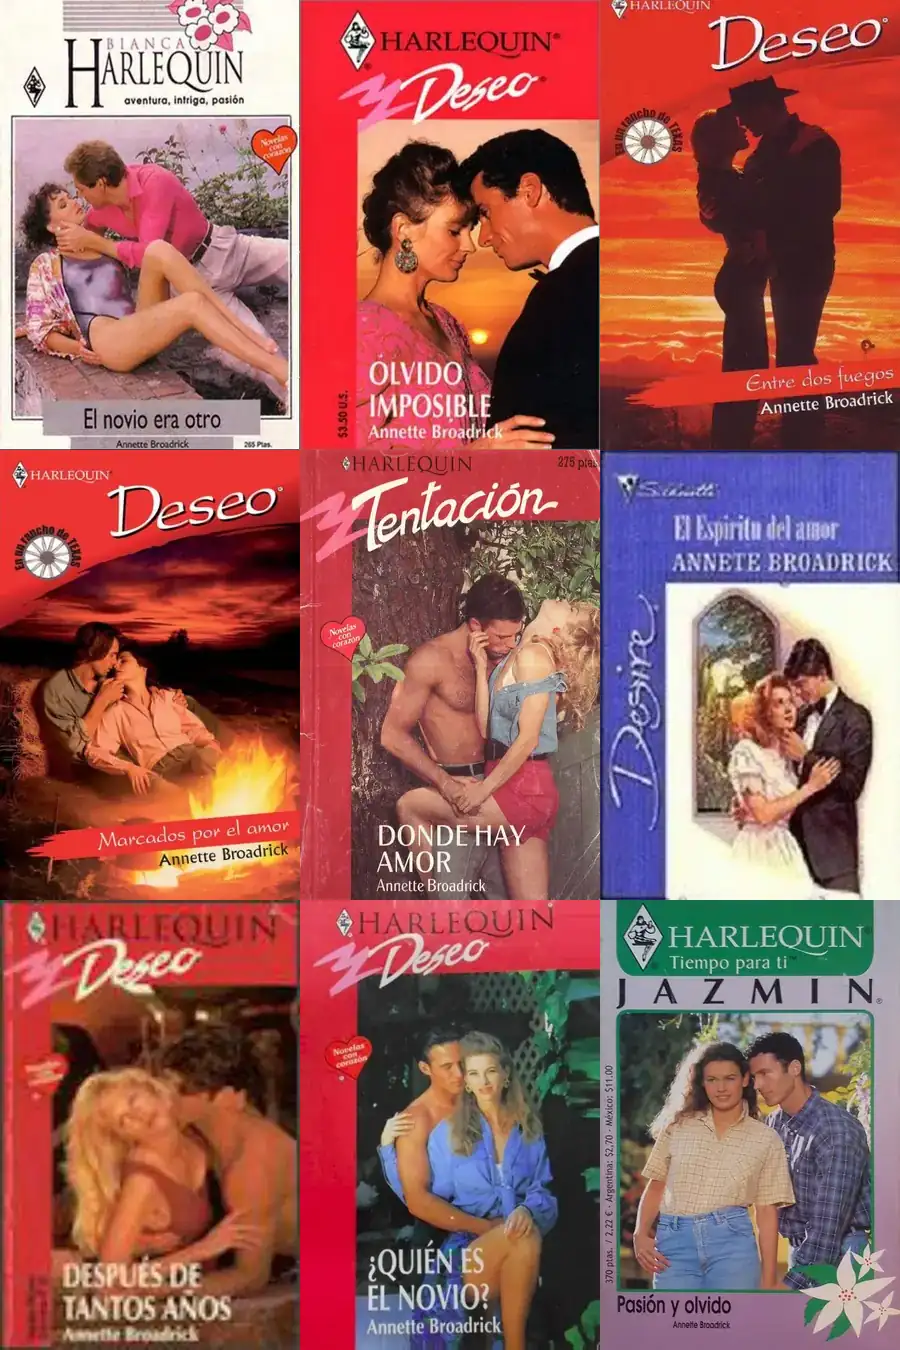 BIANCA
HARLEQUIN
aventura, intriga, pasión
Novelas
con
corazón
El novio era otro
Annette Broadrick
265 Ptas.
HARLEQUIN®
Deseo®
$3.50 U.S.
OLVIDO
IMPOSIBLE
Annette Broadrick
HARLEQUIN®
Deseo®
En un rancho de TEXAS
Entre dos fuegos
Annette Broadrick
HARLEQUIN®
Deseo®
En un rancho de TEXAS
Marcados por el amor
Annette Broadrick
HARLEQUIN
275 ptas
Tentación
Novelas
con
corazón
DONDE HAY
AMOR
Annette Broadrick
Silhouette
El Espiritu del amor
ANNETE BROADRICK
Desire
HARLEQUIN
Deseo
DESPUÉS DE
TANTOS AÑOS
Annette Broadrick
HARLEQUIN
Deseo
Novelas
con
corazón
¿QUIÉN ES
EL NOVIO?
Annette Broadrick
HARLEQUIN®
Tiempo para ti™
JAZMIN®
370 ptas. / 2,22 € · Argentina: $2,70 · México: $11.00
Pasión y olvido
Annette Broadrick